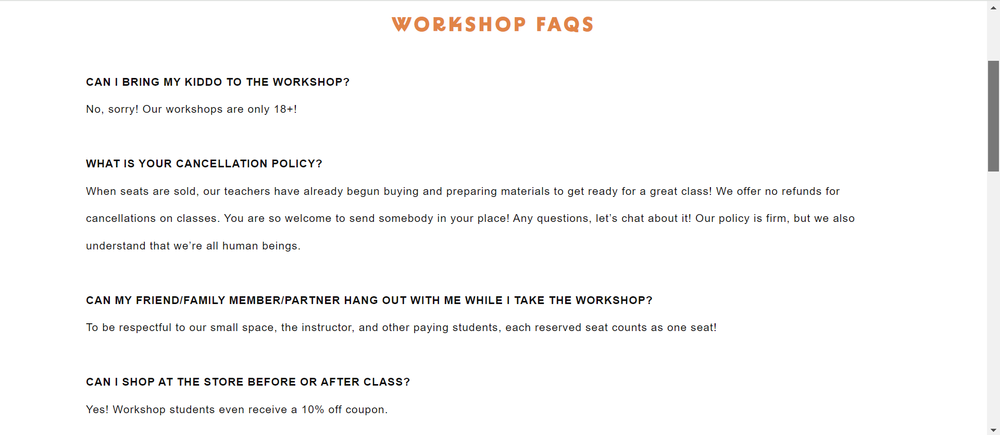 WORKSHOP FAQS
CAN I BRING MY KIDDO TO THE WORKSHOP?
No, sorry! Our workshops are only 18+!
WHAT IS YOUR CANCELLATION POLICY?
When seats are sold, our teachers have already begun buying and preparing materials to get ready for a great class! We offer no refunds for
cancellations on classes. You are so welcome to send somebody in your place! Any questions, let’s chat about it! Our policy is firm, but we also
understand that we’re all human beings.
CAN MY FRIEND/FAMILY MEMBER/PARTNER HANG OUT WITH ME WHILE I TAKE THE WORKSHOP?
To be respectful to our small space, the instructor, and other paying students, each reserved seat counts as one seat!
CAN I SHOP AT THE STORE BEFORE OR AFTER CLASS?
Yes! Workshop students even receive a 10% off coupon.